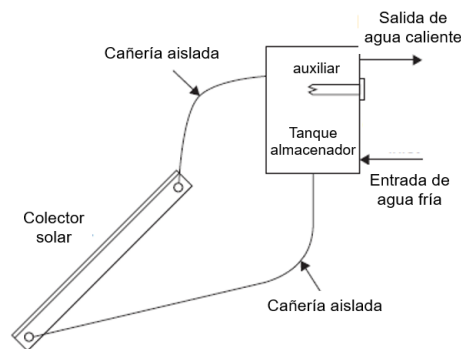 Salida de
agua caliente
Cañería aislada
auxiliar
Tanque
almacenador
Entrada de
agua fría
Colector
solar
Cañería aislada